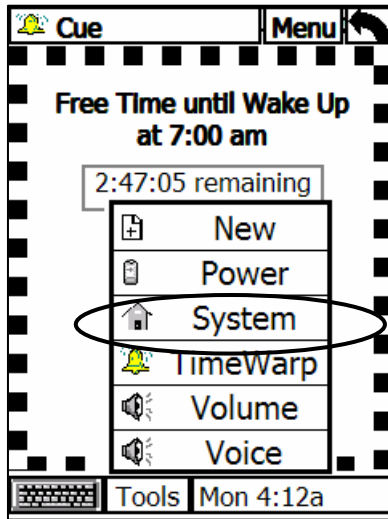 Cue Menu
Free Time until Wake Up
at 7:00 am
2:47:05 remaining
New
Power
System
TimeWarp
Volume
Voice
Tools Mon 4:12a